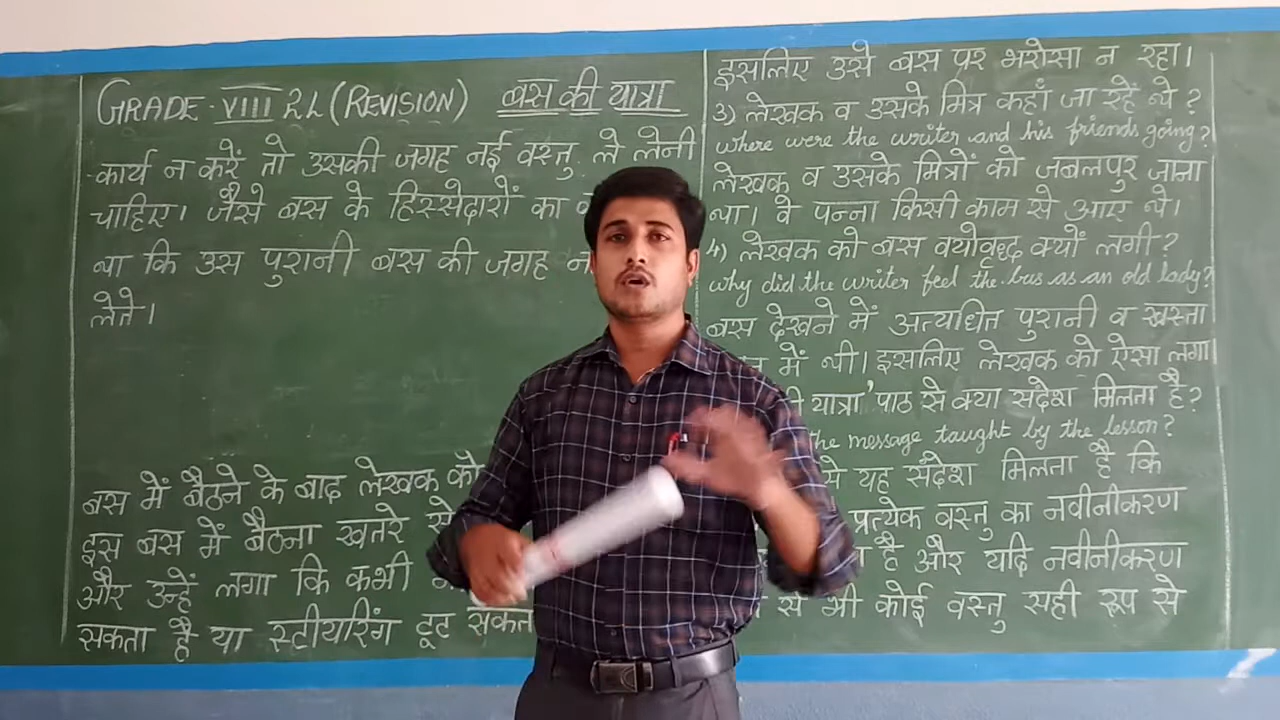 GRADE - VIII 2L (REVISION) बस की यात्रा
कार्य न करें तो उसकी जगह नई वस्तु ले लेनी
चाहिए। जैसे बस के हिस्सेदारों का
था कि उस पुरानी बस की जगह
लेते।
बस में बैठने के बाद लेखक को
इस बस में बैठना खतरे से
और उन्हें लगा कि कभी
सकता है या स्टीयरिंग टूट सकता
इसलिए उसे बस पर भरोसा न रहा।
3) लेखक व उसके मित्र कहाँ जा रहें थे ?
where were the writer and his friends going?
लेखक व उसके मित्रों को जबलपुर जाना
था। वे पन्ना किसी काम से आए थे।
4) लेखक को बस वयोवृध्द क्यों लगी ?
why did the writer feel the bus as an old lady?
बस देखने में अत्याधित पुरानी व खस्ता
में थी। इसलिए लेखक को ऐसा लगा
यात्रा' पाठ से क्या संदेश मिलता है?
the message taught by the lesson?
से यह संदेश मिलता है कि
प्रत्येक वस्तु का नवीनीकरण
है और यदि नवीनीकरण
से भी कोई वस्तु सही रूप से